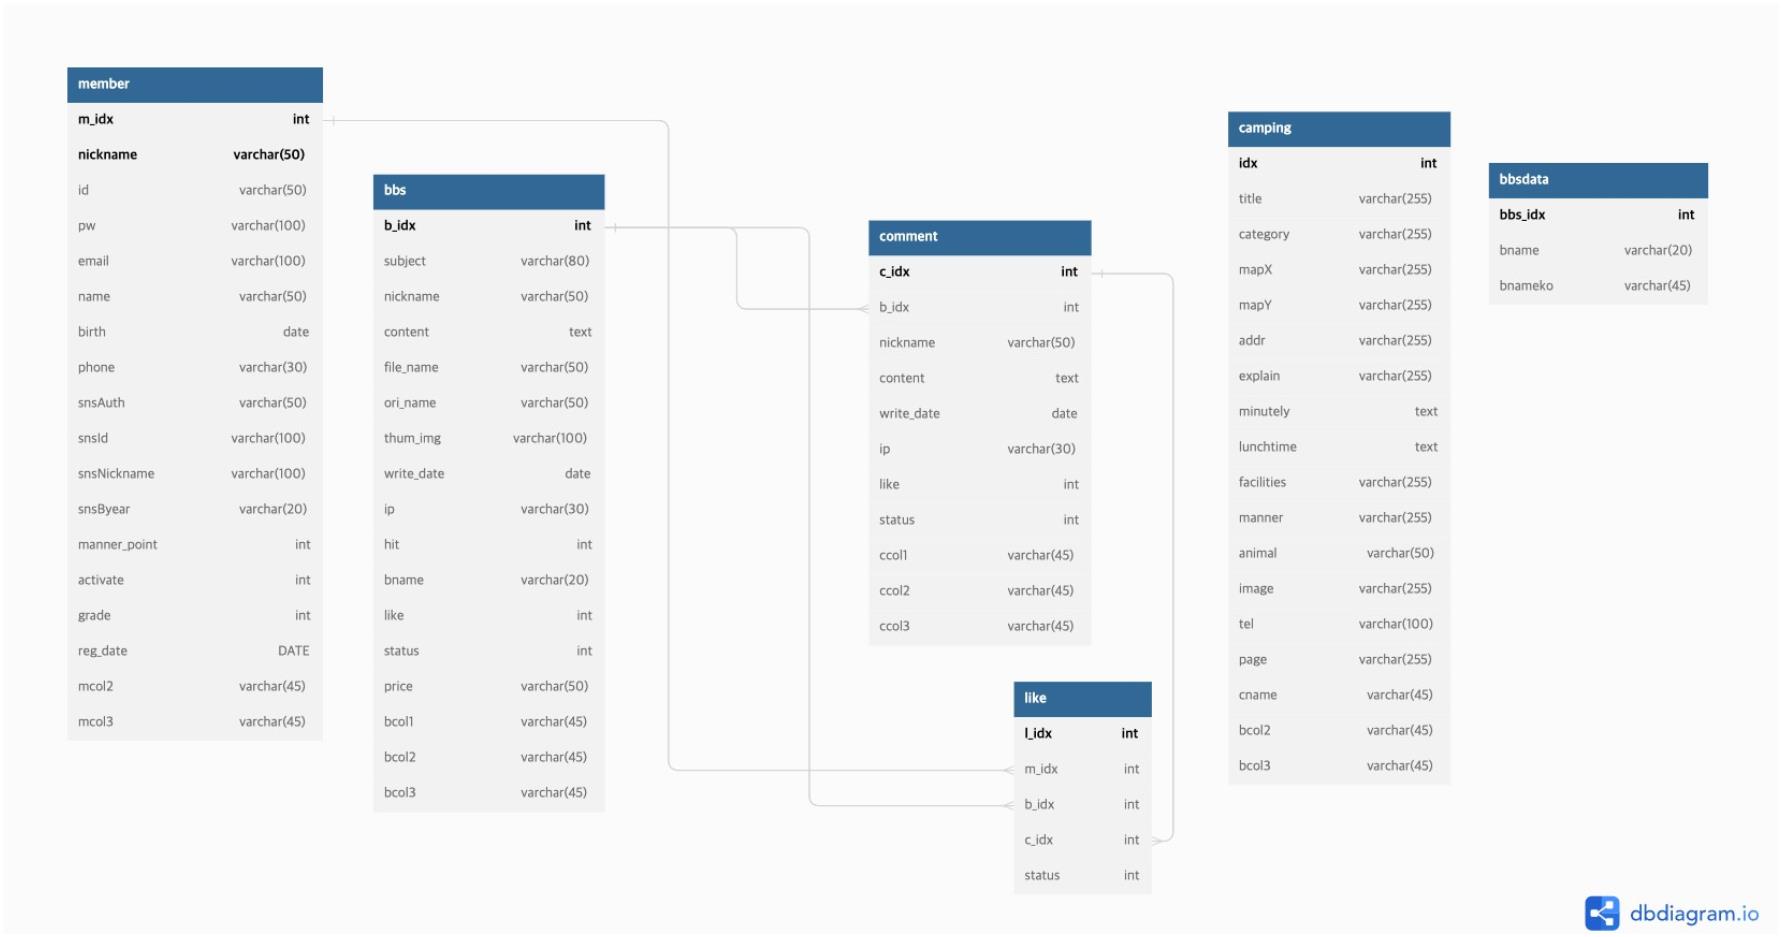 member
m_idx int
nickname varchar(50)
id varchar(50)
pw varchar(100)
email varchar(100)
name varchar(50)
birth date
phone varchar(30)
snsAuth varchar(50)
snsId varchar(100)
snsNickname varchar(100)
snsByear varchar(20)
manner_point int
activate int
grade int
reg_date DATE
mcol2 varchar(45)
mcol3 varchar(45)
bbs
b_idx int
subject varchar(80)
nickname varchar(50)
content text
file_name varchar(50)
ori_name varchar(50)
thum_img varchar(100)
write_date date
ip varchar(30)
hit int
bname varchar(20)
like int
status int
price varchar(50)
bcol1 varchar(45)
bcol2 varchar(45)
bcol3 varchar(45)
comment
c_idx int
b_idx int
nickname varchar(50)
content text
write_date date
ip varchar(30)
like int
status int
ccol1 varchar(45)
ccol2 varchar(45)
ccol3 varchar(45)
like
l_idx int
m_idx int
b_idx int
c_idx int
status int
camping
idx int
title varchar(255)
category varchar(255)
mapX varchar(255)
mapY varchar(255)
addr varchar(255)
explain varchar(255)
minutely text
lunchtime text
facilities varchar(255)
manner varchar(255)
animal varchar(50)
image varchar(255)
tel varchar(100)
page varchar(255)
cname varchar(45)
bcol2 varchar(45)
bcol3 varchar(45)
bbsdata
bbs_idx int
bname varchar(20)
bnameko varchar(45)
dbdiagram.io